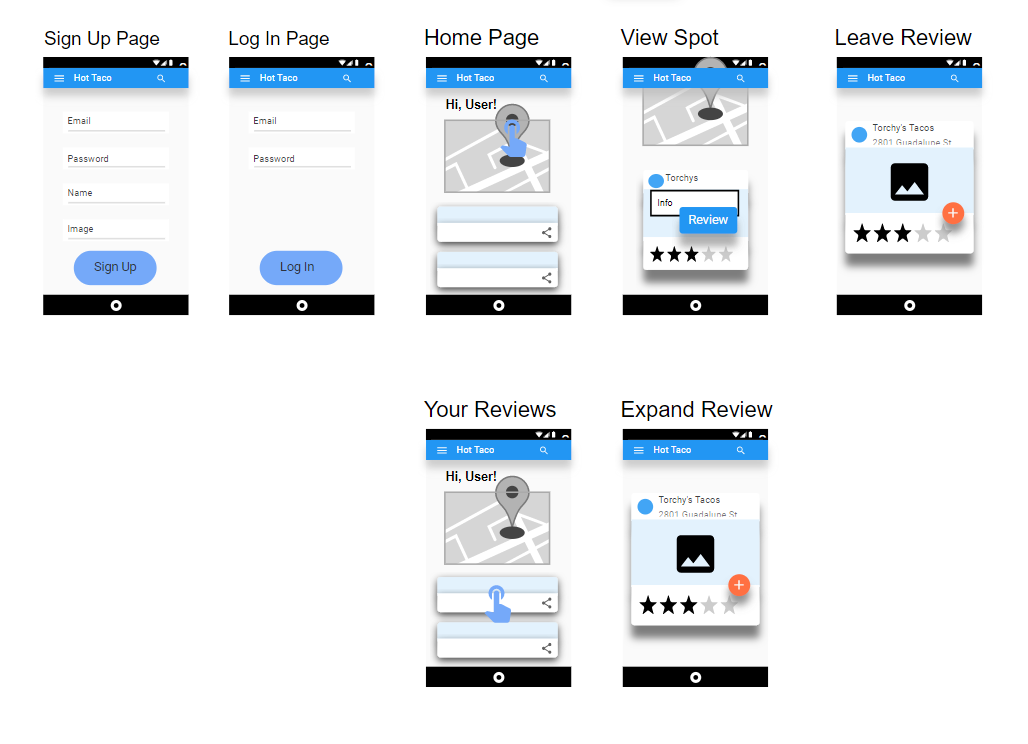 Sign Up Page
Hot Taco
Email
Password
Name
Image
Sign Up
Log In Page
Hot Taco
Email
Password
Log In
Home Page
Hot Taco
Hi, User!
View Spot
Hot Taco
Torchys
Info
Review
Leave Review
Hot Taco
Torchy's Tacos
2801 Guadalupe St
Your Reviews
Hot Taco
Hi, User!
Expand Review
Hot Taco
Torchy's Tacos
2801 Guadalupe St